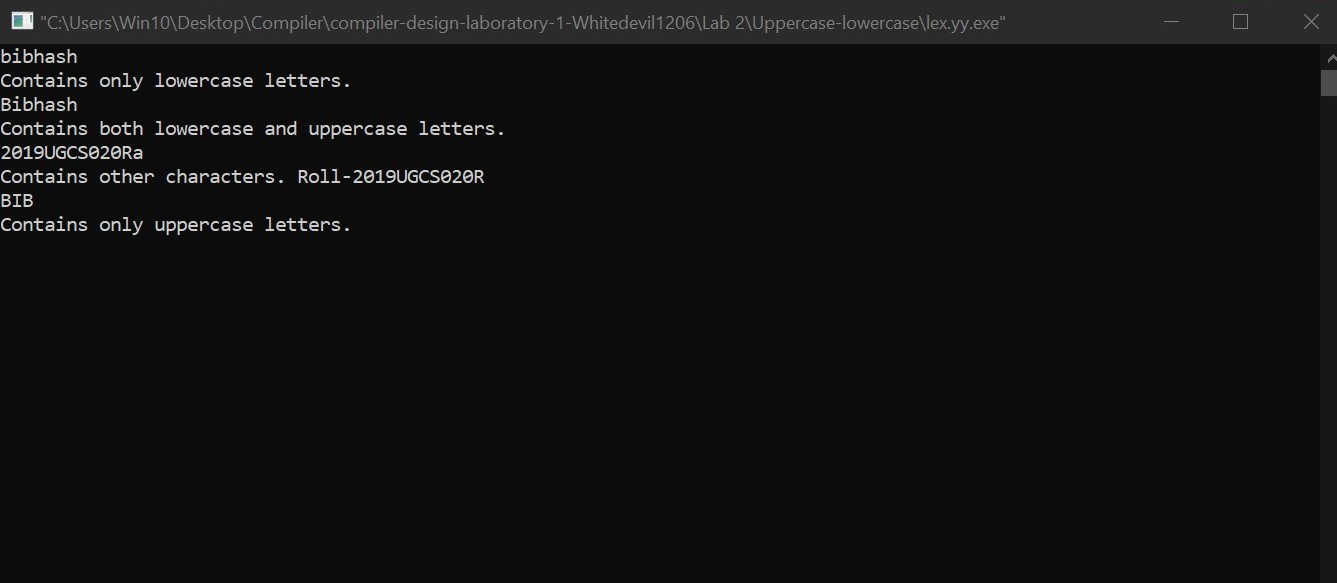 "C:\Users\Win10\Desktop\Compiler\compiler-design-laboratory-1-Whitedevil1206\Lab 2\Uppercase-lowercase\lex.yy.exe"
bibhash
Contains only lowercase letters.
Bibhash
Contains both lowercase and uppercase letters.
2019UGCS020Ra
Contains other characters. Roll-2019UGCS020R
BIB
Contains only uppercase letters.